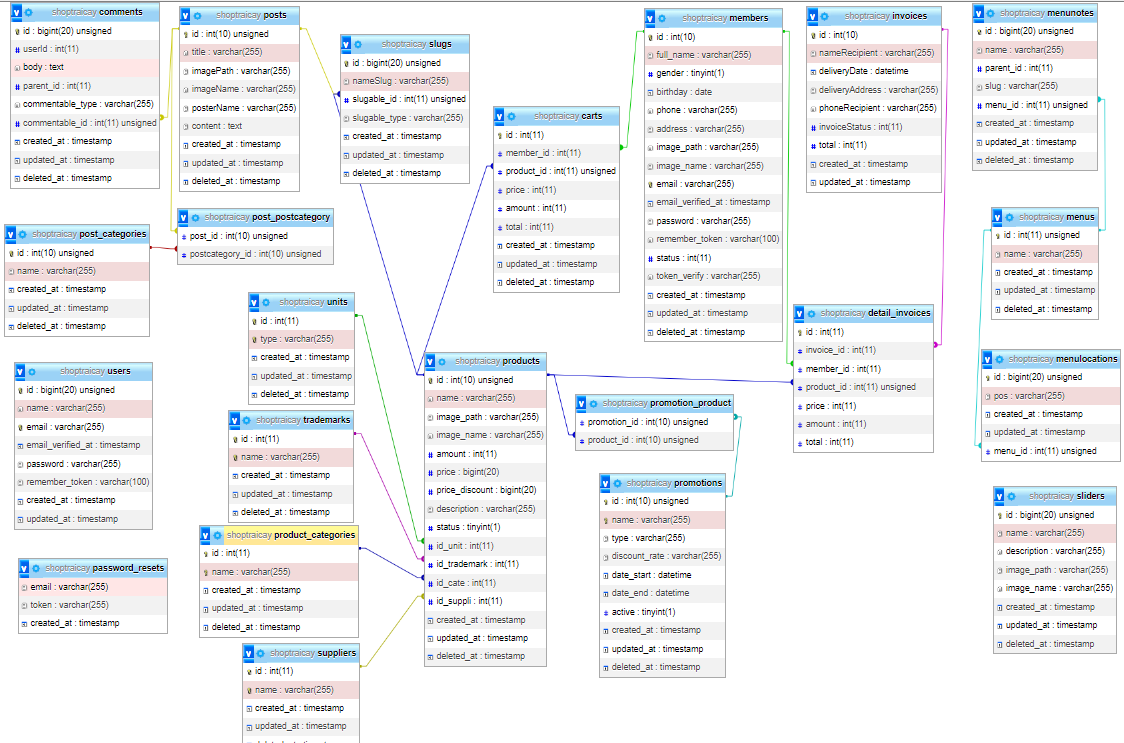 shoptraicay comments
id : bigint(20) unsigned
userId : int(11)
body : text
parent_id : int(11)
commentable_type : varchar(255)
commentable_id : int(11) unsigned
created_at : timestamp
updated_at : timestamp
deleted_at : timestamp
shoptraicay posts
id : int(10) unsigned
title : varchar(255)
imagePath : varchar(255)
imageName : varchar(255)
posterName : varchar(255)
content : text
created_at : timestamp
updated_at : timestamp
deleted_at : timestamp
shoptraicay slugs
id : bigint(20) unsigned
nameSlug : varchar(255)
slugable_id : int(11) unsigned
slugable_type : varchar(255)
created_at : timestamp
updated_at : timestamp
deleted_at : timestamp
shoptraicay carts
id : int(11)
member_id : int(11)
product_id : int(11) unsigned
price : int(11)
amount : int(11)
total : int(11)
created_at : timestamp
updated_at : timestamp
deleted_at : timestamp
shoptraicay members
id : int(10)
full_name : varchar(255)
gender : tinyint(1)
birthday : date
phone : varchar(255)
address : varchar(255)
image_path : varchar(255)
image_name : varchar(255)
email : varchar(255)
email_verified_at : timestamp
password : varchar(255)
remember_token : varchar(100)
status : int(11)
token_verify : varchar(255)
created_at : timestamp
updated_at : timestamp
deleted_at : timestamp
shoptraicay invoices
id : int(10)
nameRecipient : varchar(255)
deliveryDate : datetime
deliveryAddress : varchar(255)
phoneRecipient : varchar(255)
invoiceStatus : int(11)
total : int(11)
created_at : timestamp
updated_at : timestamp
shoptraicay menunotes
id : bigint(20) unsigned
name : varchar(255)
parent_id : int(11)
slug : varchar(255)
menu_id : int(11) unsigned
created_at : timestamp
updated_at : timestamp
deleted_at : timestamp
shoptraicay post_categories
id : int(10) unsigned
name : varchar(255)
created_at : timestamp
updated_at : timestamp
deleted_at : timestamp
shoptraicay post_postcategory
post_id : int(10) unsigned
postcategory_id : int(10) unsigned
shoptraicay menus
id : int(11) unsigned
name : varchar(255)
created_at : timestamp
updated_at : timestamp
deleted_at : timestamp
shoptraicay units
id : int(11)
type : varchar(255)
created_at : timestamp
updated_at : timestamp
deleted_at : timestamp
shoptraicay detail_invoices
id : int(11)
invoice_id : int(11)
member_id : int(11)
product_id : int(11) unsigned
price : int(11)
amount : int(11)
total : int(11)
shoptraicay menulocations
id : bigint(20) unsigned
pos : varchar(255)
created_at : timestamp
updated_at : timestamp
menu_id : int(11) unsigned
shoptraicay users
id : bigint(20) unsigned
name : varchar(255)
email : varchar(255)
email_verified_at : timestamp
password : varchar(255)
remember_token : varchar(100)
created_at : timestamp
updated_at : timestamp
shoptraicay trademarks
id : int(11)
name : varchar(255)
created_at : timestamp
updated_at : timestamp
deleted_at : timestamp
shoptraicay products
id : int(10) unsigned
name : varchar(255)
image_path : varchar(255)
image_name : varchar(255)
amount : int(11)
price : bigint(20)
price_discount : bigint(20)
description : varchar(255)
status : tinyint(1)
id_unit : int(11)
id_trademark : int(11)
id_cate : int(11)
id_suppli : int(11)
created_at : timestamp
updated_at : timestamp
deleted_at : timestamp
shoptraicay promotion_product
promotion_id : int(10) unsigned
product_id : int(10) unsigned
shoptraicay promotions
id : int(10) unsigned
name : varchar(255)
type : varchar(255)
discount_rate : varchar(255)
date_start : datetime
date_end : datetime
active : tinyint(1)
created_at : timestamp
updated_at : timestamp
deleted_at : timestamp
shoptraicay sliders
id : bigint(20) unsigned
name : varchar(255)
description : varchar(255)
image_path : varchar(255)
image_name : varchar(255)
created_at : timestamp
updated_at : timestamp
deleted_at : timestamp
shoptraicay product_categories
id : int(11)
name : varchar(255)
created_at : timestamp
updated_at : timestamp
deleted_at : timestamp
shoptraicay password_resets
email : varchar(255)
token : varchar(255)
created_at : timestamp
shoptraicay suppliers
id : int(11)
name : varchar(255)
created_at : timestamp
updated_at : timestamp